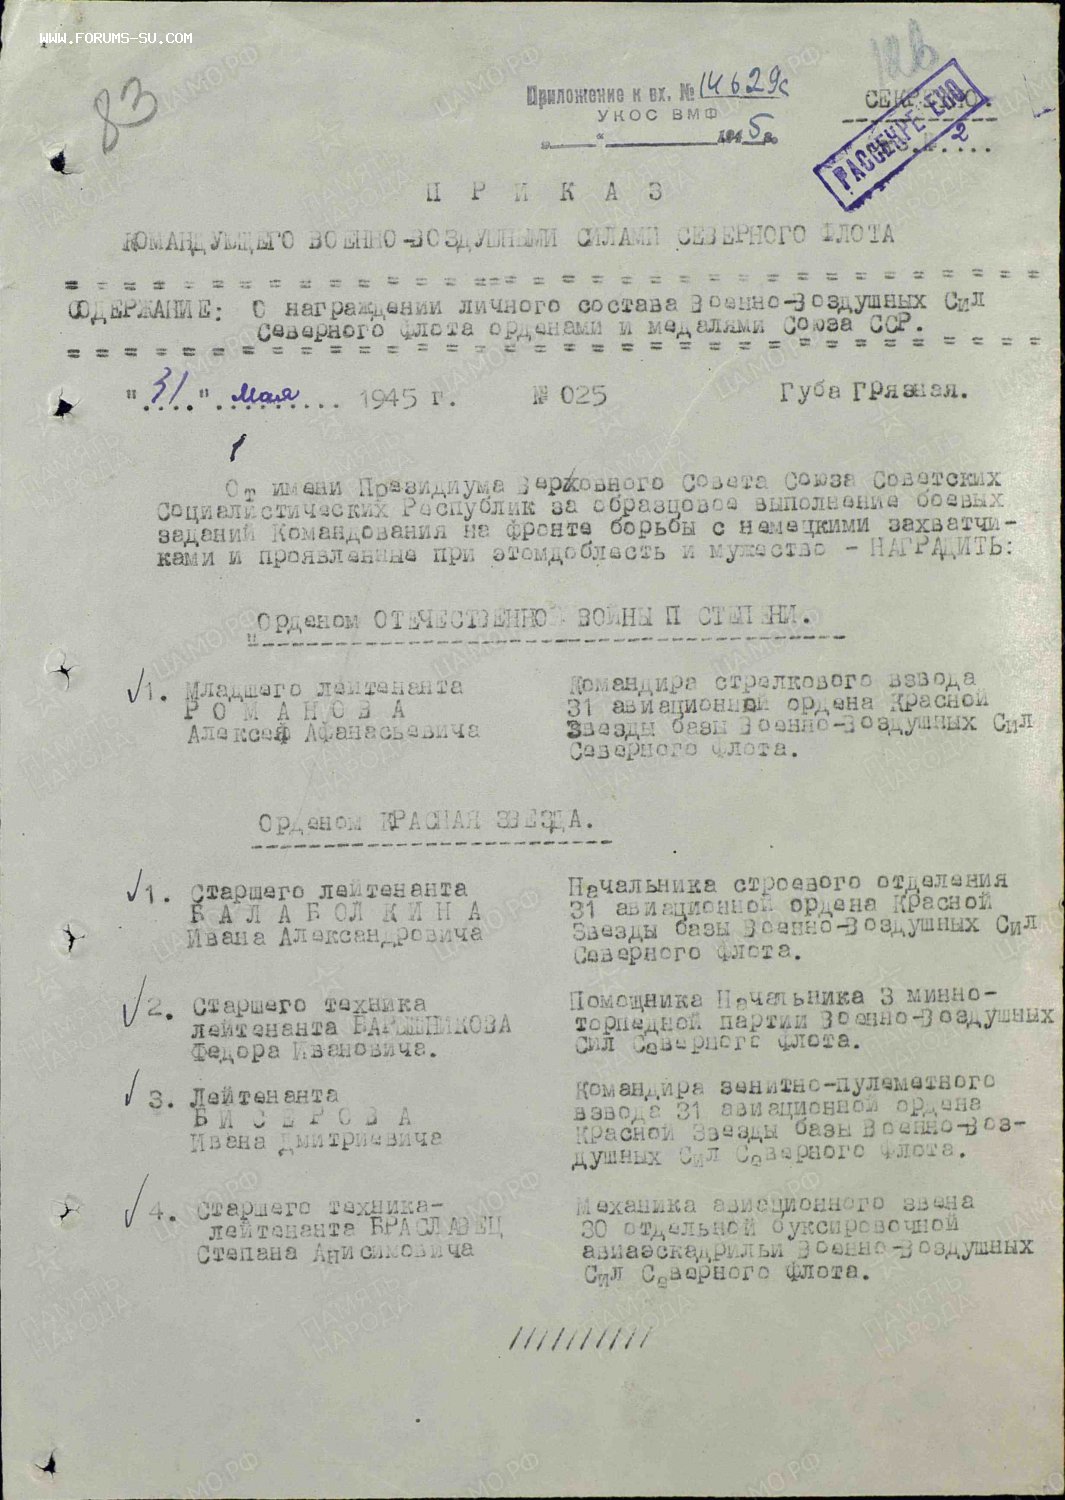 WWW.FORUMS-SU.COM
83
Приложение к вх. № 14629с
УКОС ВМФ
"___" ________ 1945 г.
СЕКРЕТНО
РАССЕКРЕЧЕНО
2
П Р И К А З
КОМАНДУЮЩЕГО ВОЕННО-ВОЗДУШНЫМИ СИЛАМИ СЕВЕРНОГО ФЛОТА
СОДЕРЖАНИЕ: О награждении личного состава Военно-Воздушных Сил
Северного Флота орденами и медалями Союза ССР.
"31" Мая 1945 г. № 025 Губа Грязная.
От имени Президиума Верховного Совета Союза Советских
Социалистических Республик за образцовое выполнение боевых
заданий Командования на фронте борьбы с немецкими захватчи-
ками и проявленные при этомдоблесть и мужество - НАГРАДИТЬ:
"Орденом ОТЕЧЕСТВЕННОЙ ВОЙНЫ П СТЕПЕНИ.
1. Младшего лейтенанта Командира стрелкового взвода
Р О М А Н О В А 31 авиационной ордена Красной
Алексея Афанасьевича Звезды базы Военно-Воздушных Сил
Северного Флота.
Орденом КРАСНАЯ ЗВЕЗДА.
1. Старшего лейтенанта Начальника строевого отделения
Б А Л А Б О Л К И Н А 31 авиационной ордена Красной
Ивана Александровича Звезды базы Военно-Воздушных Сил
Северного Флота.
2. Старшего техника Помощника Начальника 3 минно-
лейтенанта БАРЫШНИКОВА торпедной партии Военно-Воздушных
Федора Ивановича. Сил Северного Флота.
3. Лейтенанта Командира зенитно-пулеметного
Б И С Е Р О В А взвода 31 авиационной ордена
Ивана Дмитриевича Красной Звезды базы Военно-Воз-
душных Сил Северного Флота.
4. Старшего техника- Механика авиационного звена
лейтенанта БРАСЛАВЕЦ 30 отдельной буксировочной
Степана Анисимовича авиаэскадрильи Военно-Воздушных
Сил Северного Флота.
//////////